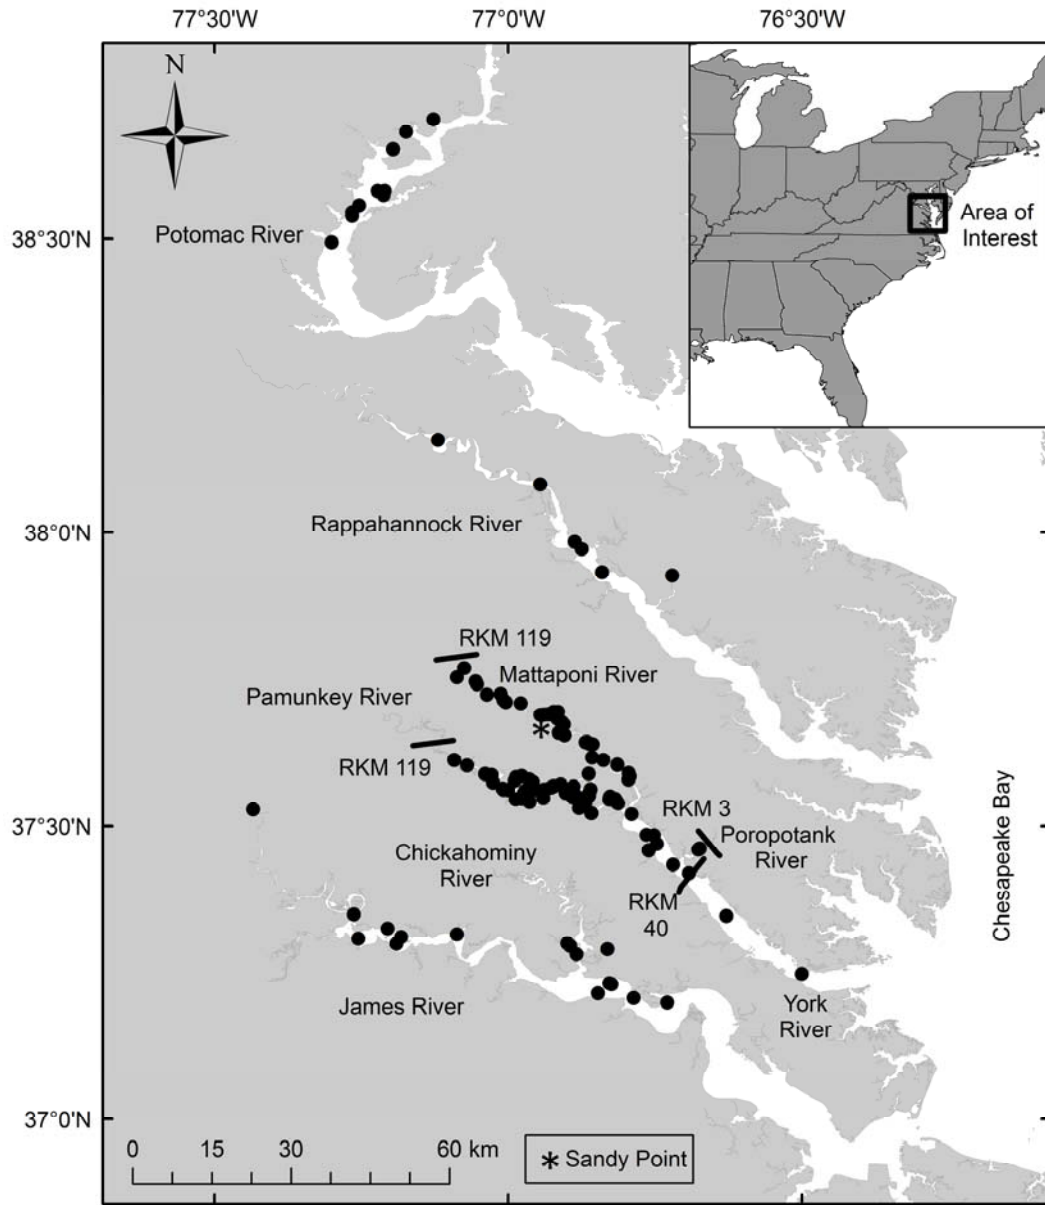 77°30'W
77°0'W
76°30'W
N
Area of
Interest
38°30'N
Potomac River
Rappahannock River
38°0'N
RKM 119
Mattaponi River
Pamunkey River
RKM 119
RKM 3
37°30'N
Poropotank
River
Chickahominy
River
RKM
40
Chesapeake Bay
James River
York
River
37°0'N
0 15 30 60 km
* Sandy Point